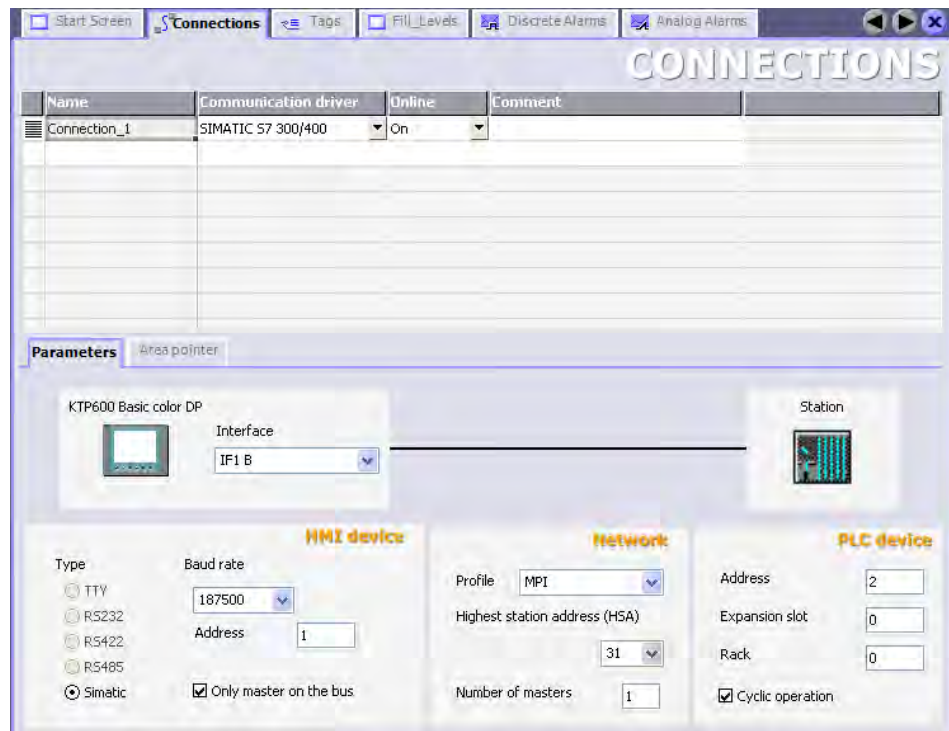 Start Screen Connections Tags Fill_Levels Discrete Alarms Analog Alarms
CONNECTIONS
Name Communication driver Online Comment
Connection_1 SIMATIC S7 300/400 On
Parameters Area pointer
KTP600 Basic color DP
Station
Interface
IF1 B
HMI device
Type Baud rate
TTY
187500
RS232
RS422
Address 1
RS485
Simatic
Only master on the bus
Network
Profile MPI
Highest station address (HSA)
31
Number of masters 1
PLC device
Address 2
Expansion slot 0
Rack 0
Cyclic operation